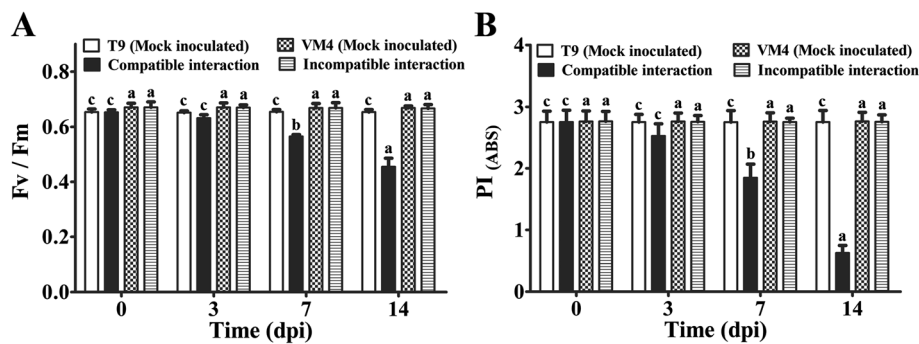 A
T9 (Mock inoculated) VM4 (Mock inoculated)
Compatible interaction Incompatible interaction
0.8
0.6
0.4
0.2
0.0
Fv / Fm
c c a a c c a a c b a a c a a a
0 3 7 14
Time (dpi)
B
T9 (Mock inoculated) VM4 (Mock inoculated)
Compatible interaction Incompatible interaction
4
3
2
1
0
PI (ABS)
c c a a c c a a c b a a c a a a
0 3 7 14
Time (dpi)